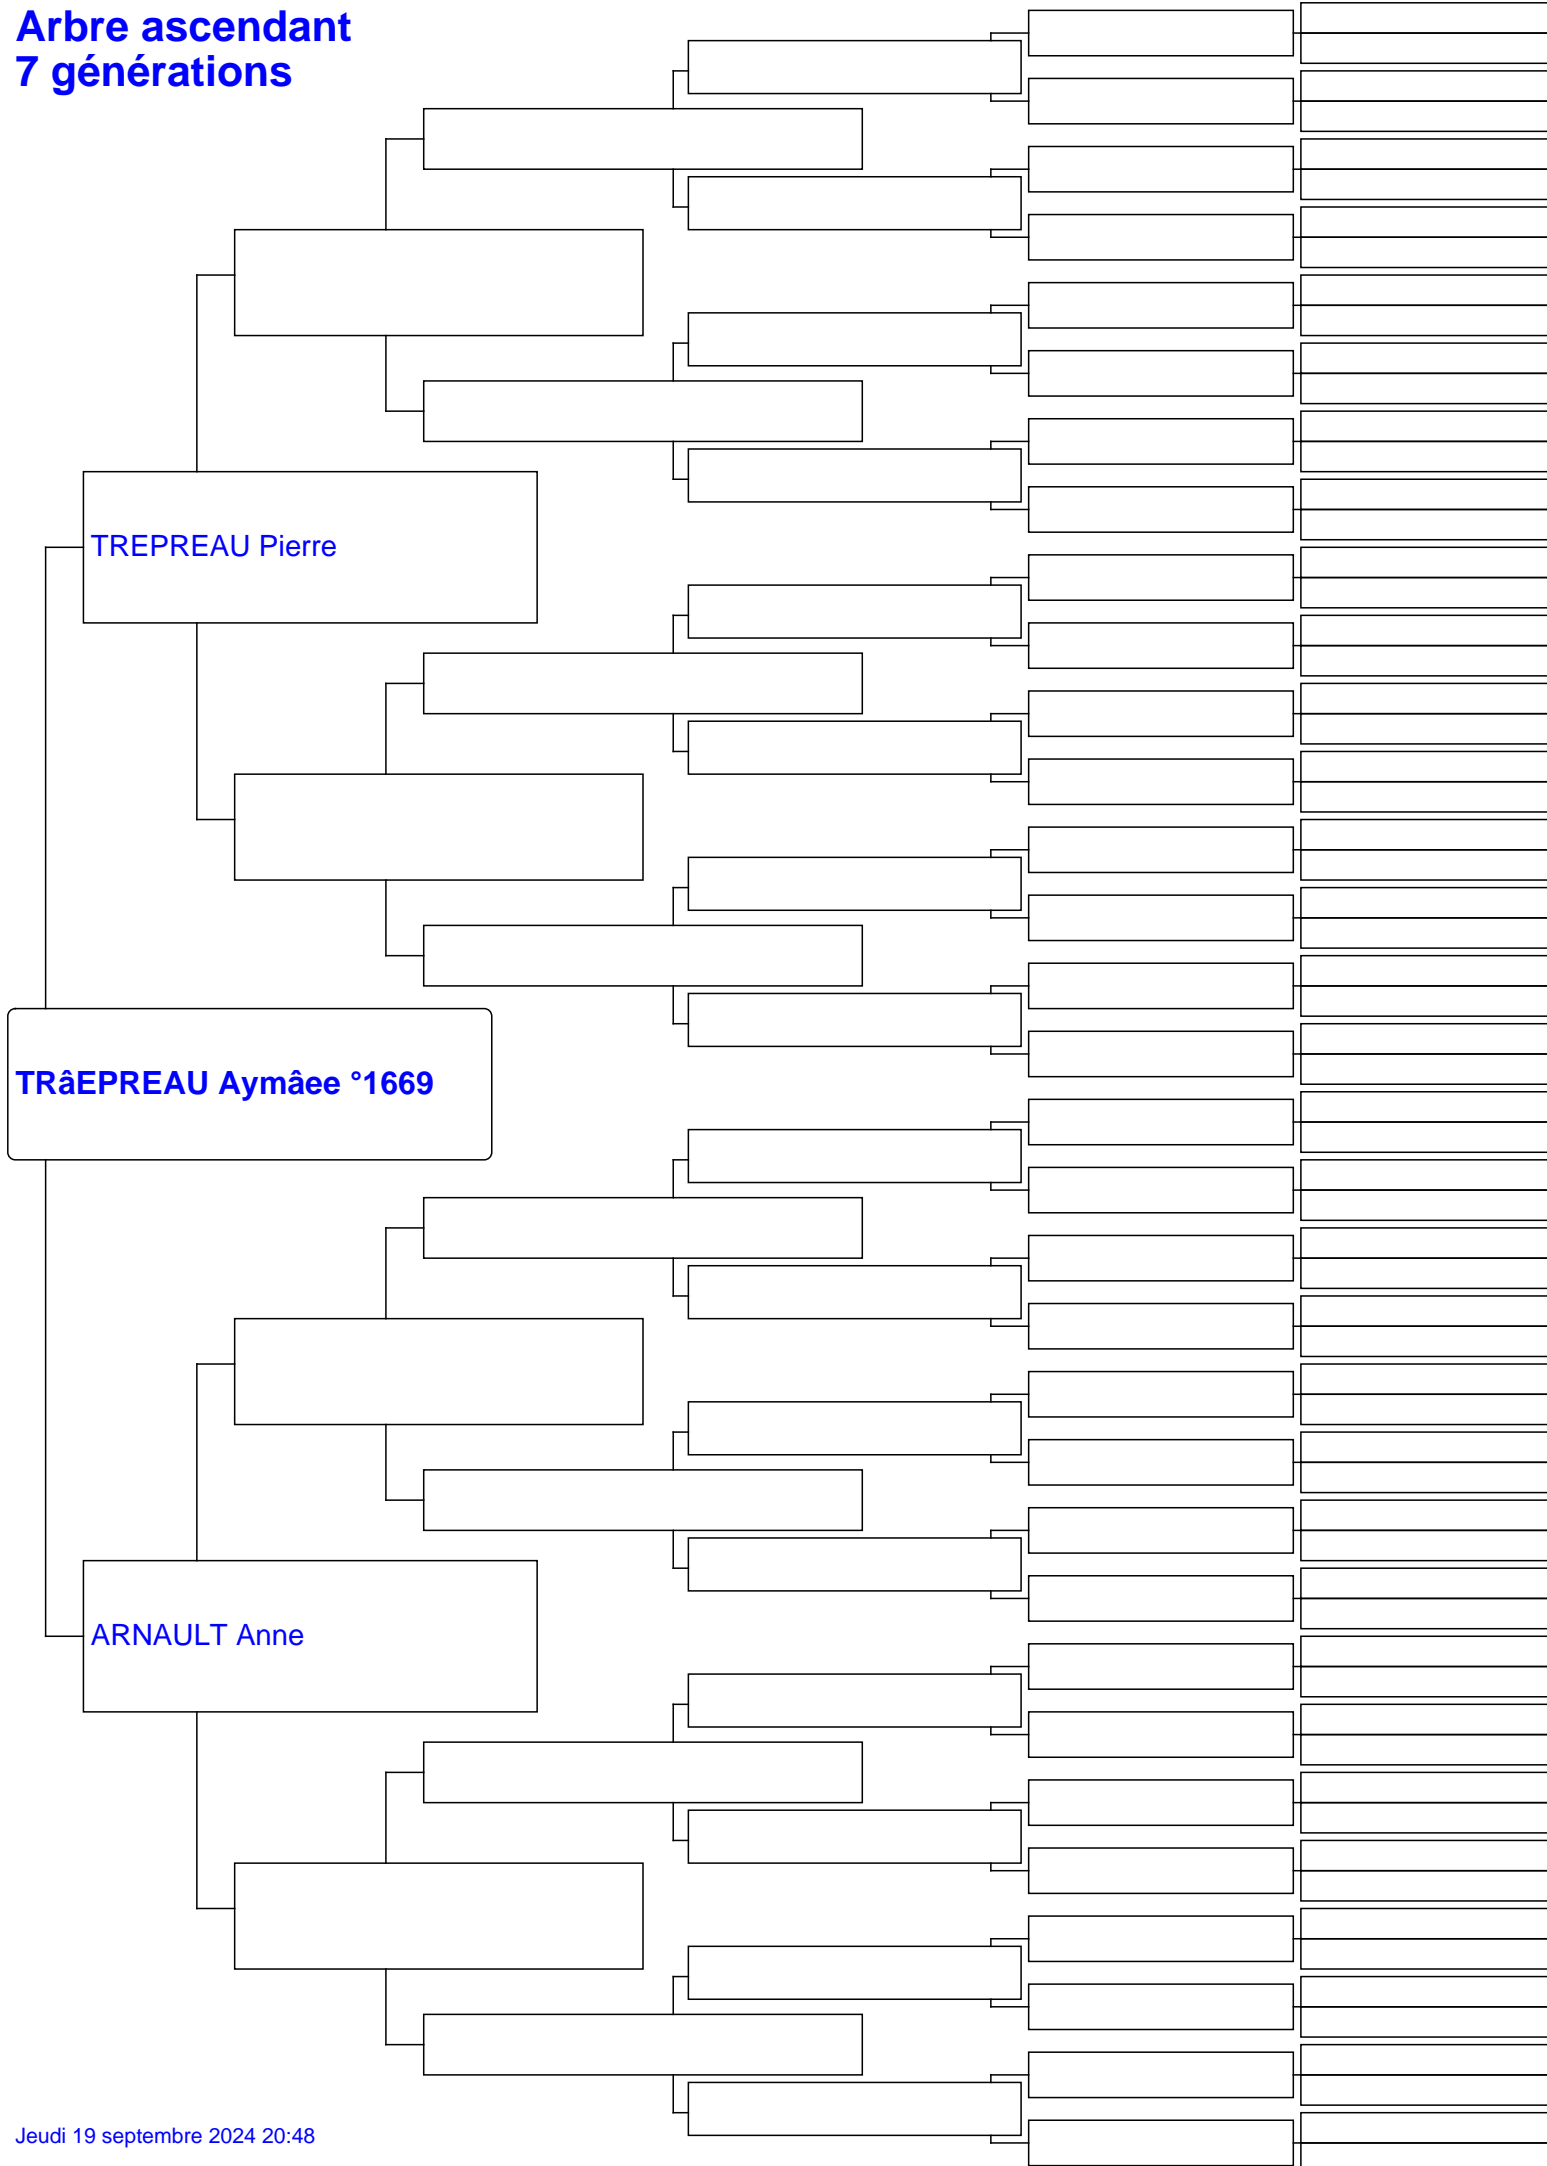 Arbre ascendant
7 générations
TREPREAU Pierre
TRâEPREAU Aymâee °1669
ARNAULT Anne
Jeudi 19 septembre 2024 20:48